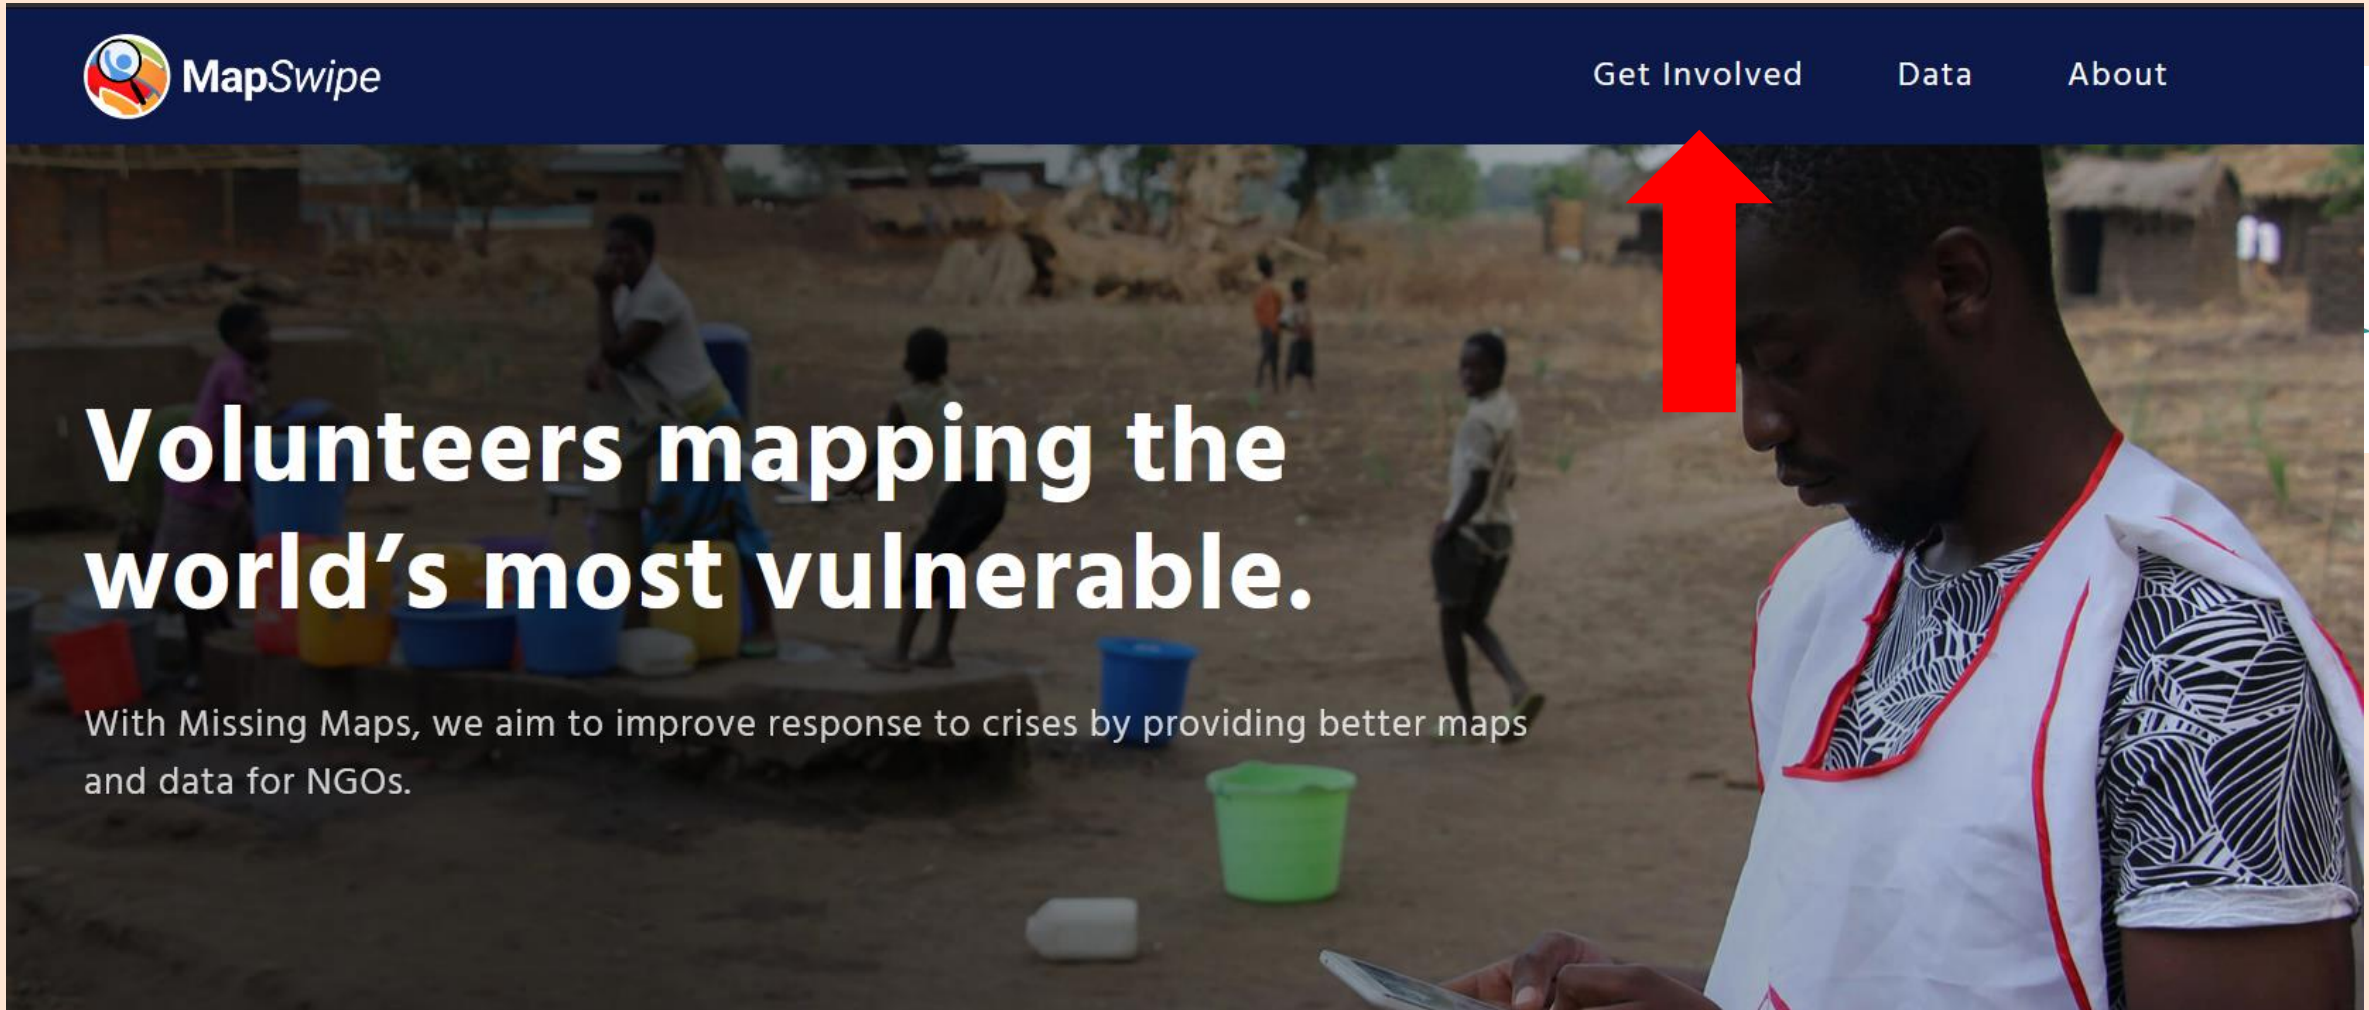 MapSwipe
Get Involved Data About
Volunteers mapping the
world’s most vulnerable.
With Missing Maps, we aim to improve response to crises by providing better maps
and data for NGOs.